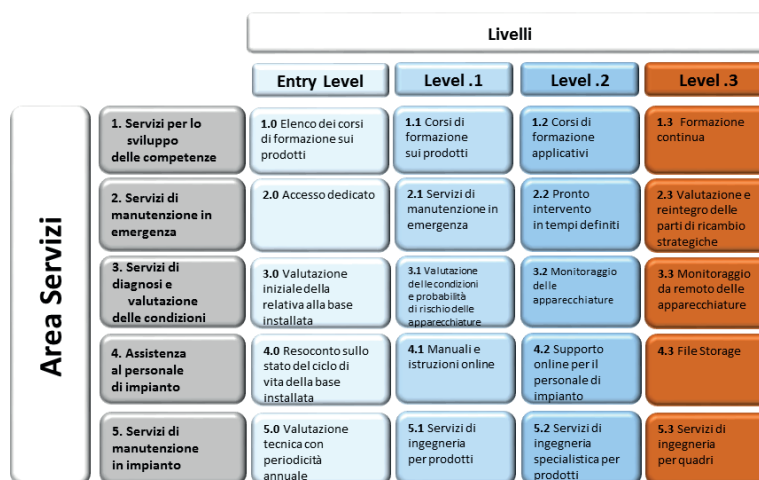 Livelli
Entry Level
Level .1
Level .2
Level .3
Area Servizi
1. Servizi per lo
sviluppo
delle competenze
1.0 Elenco dei corsi
di formazione sui
prodotti
1.1 Corsi di
formazione
sui prodotti
1.2 Corsi di
formazione
applicativi
1.3 Formazione
continua
2. Servizi di
manutenzione in
emergenza
2.0 Accesso dedicato
2.1 Servizi di
manutenzione in
emergenza
2.2 Pronto
intervento
in tempi definiti
2.3 Valutazione e
reintegro delle
parti di ricambio
strategiche
3. Servizi di
diagnosi e
valutazione
delle condizioni
3.0 Valutazione
iniziale della
relativa alla base
installata
3.1 Valutazione
delle condizioni
e probabilità
di rischio delle
apparecchiature
3.2 Monitoraggio
delle
apparecchiature
3.3 Monitoraggio
da remoto delle
apparecchiature
4. Assistenza
al personale
di impianto
4.0 Resoconto sullo
stato del ciclo di
vita della base
installata
4.1 Manuali e
istruzioni online
4.2 Supporto
online per il
personale di
impianto
4.3 File Storage
5. Servizi di
manutenzione
in impianto
5.0 Valutazione
tecnica con
periodicità
annuale
5.1 Servizi di
ingegneria
per prodotti
5.2 Servizi di
ingegneria
specialistica per
prodotti
5.3 Servizi di
ingegneria
per quadri